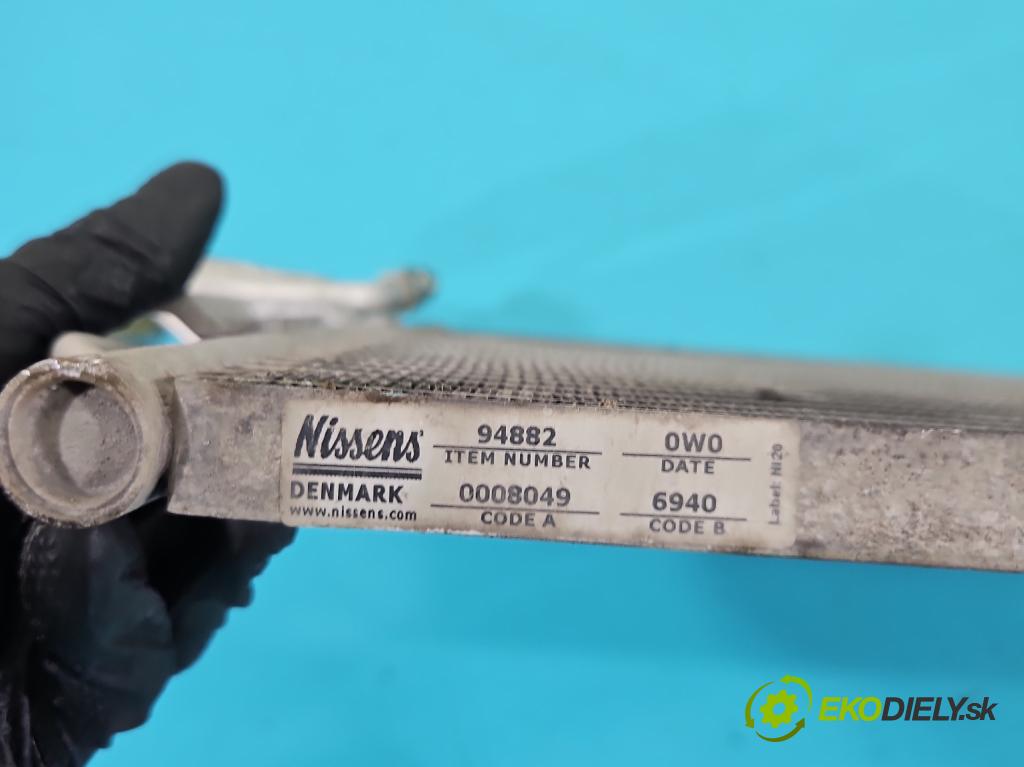 Nissens
DENMARK
www.nissens.com
94882
ITEM NUMBER
0008049
CODE A
0W0
DATE
6940
CODE B
Label: NI20
EKODIELY.sk